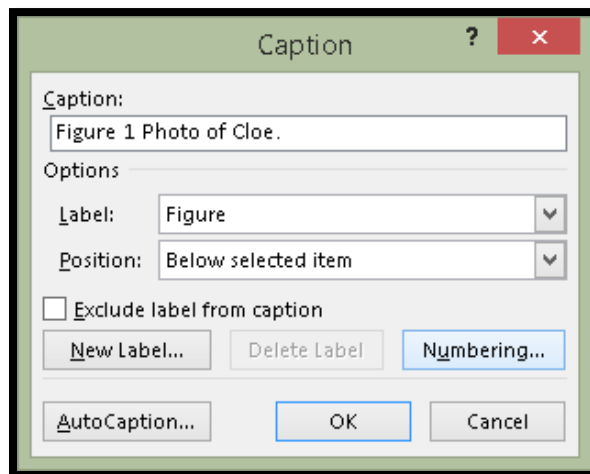 Caption ? ×
Caption:
Figure 1 Photo of Cloe.
Options
Label: Figure
Position: Below selected item
Exclude label from caption
New Label... Delete Label Numbering...
AutoCaption... OK Cancel